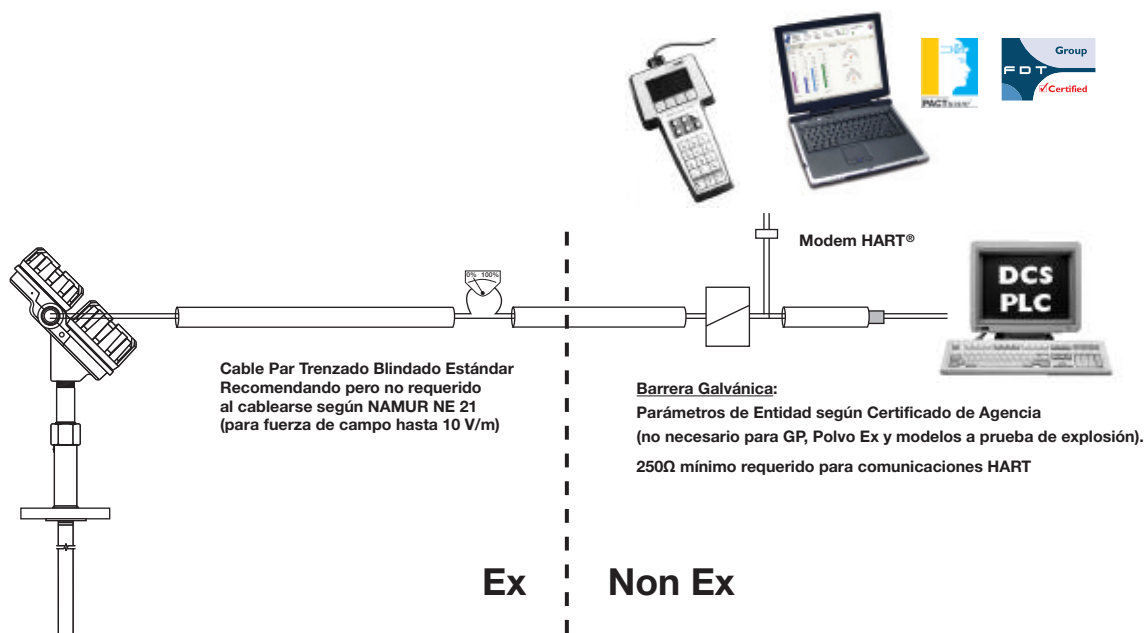 Group
FDT
Certified
PACTware
Modem HART®
0% 100%
DCS
PLC
Cable Par Trenzado Blindado Estándar
Recomendando pero no requerido
al cablearse según NAMUR NE 21
(para fuerza de campo hasta 10 V/m)
Barrera Galvánica:
Parámetros de Entidad según Certificado de Agencia
(no necesario para GP, Polvo Ex y modelos a prueba de explosión).
250Ω mínimo requerido para comunicaciones HART
Ex
Non Ex